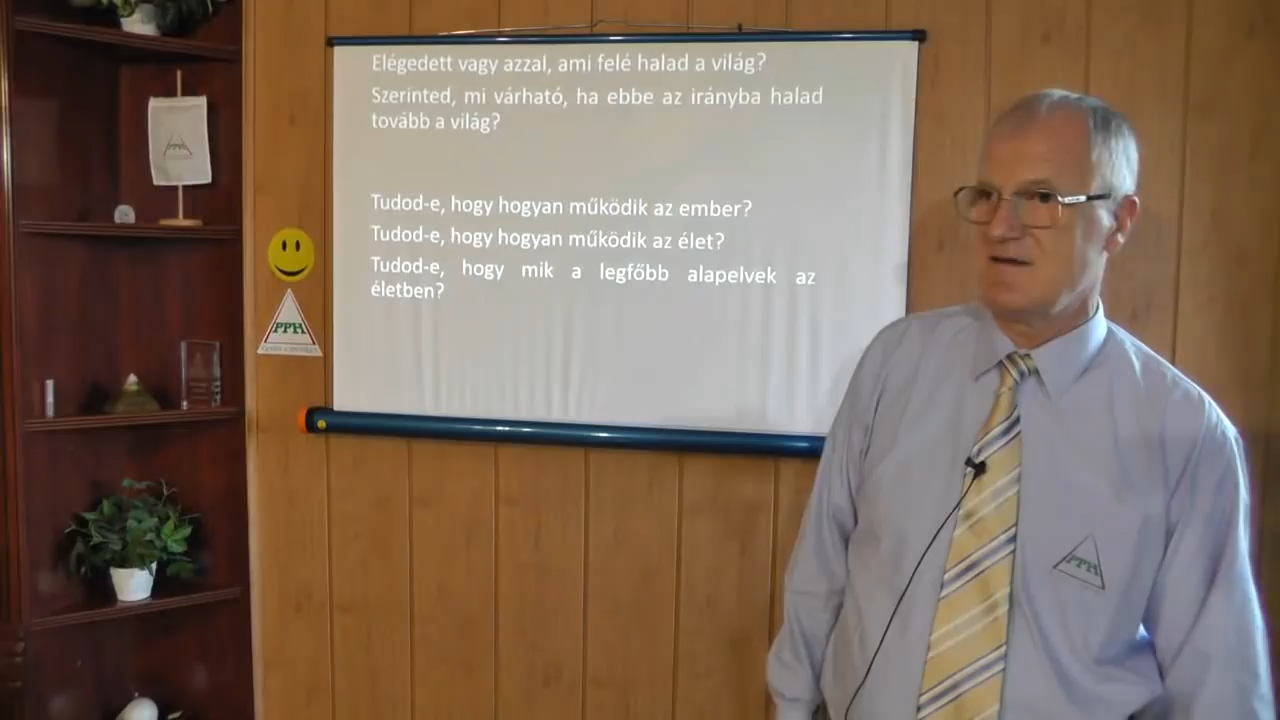 Elégedett vagy azzal, ami felé halad a világ?
Szerinted, mi várható, ha ebbe az irányba halad
tovább a világ?
Tudod-e, hogy hogyan működik az ember?
Tudod-e, hogy hogyan működik az élet?
Tudod-e, hogy mik a legfőbb alapelvek az
életben?
PPH
PPH
PPH